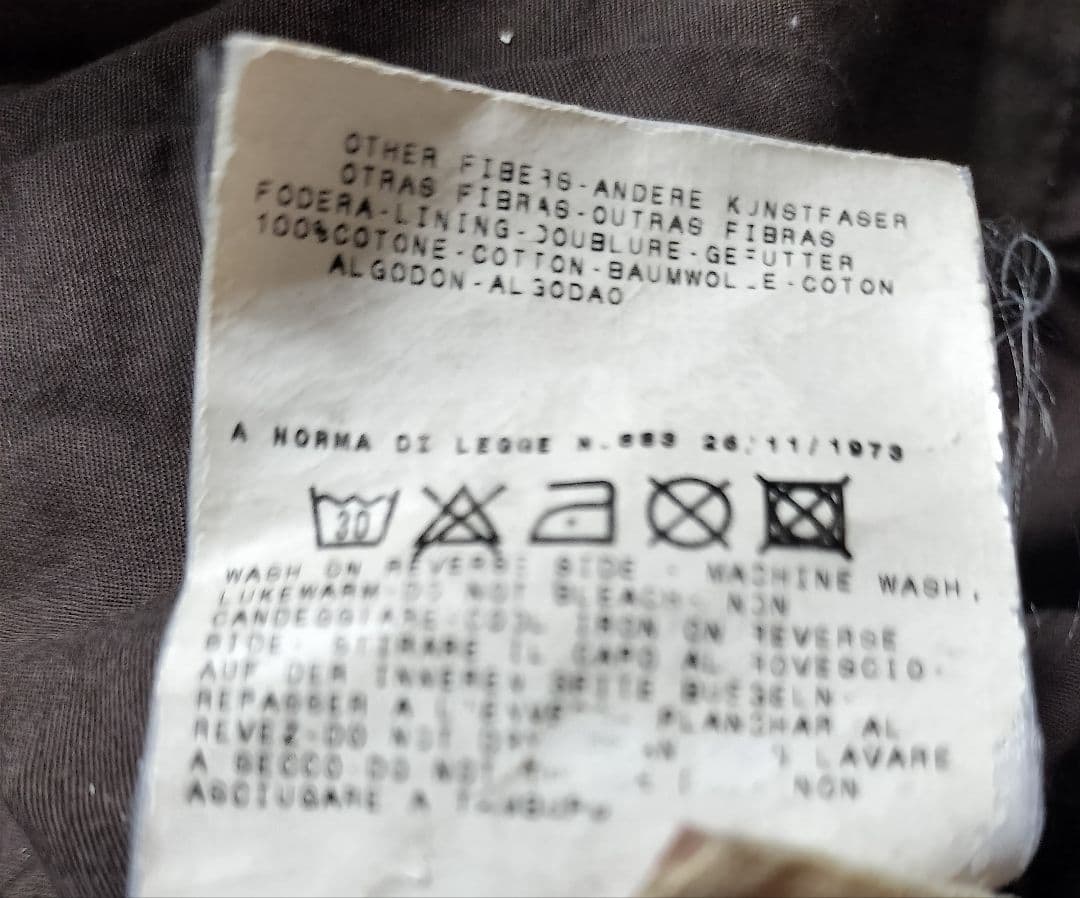 OTHER FIBERS-ANDERE KUNSTFASER
OTRAS FIBRAS-OUTRAS FIBRAS
FODERA-LINING-DOUBLURE-GEFUTTER
100%COTONE-COTTON-BAUMWOLLE-COTON
ALGODON-ALGODAO
A NORMA DI LEGGE N.883 26/11/1973
30
WASH ON REVERSE SIDE - MACHINE WASH,
LUKEWARM-DO NOT BLEACH- NON
CANDEGGIARE-COOL IRON ON REVERSE
SIDE- STIRARE IL CAPO AL ROVESCIO-
AUF DER INNEREN SEITE BUEGELN-
REPASSER A L'ENVERS PLANCHAR AL
REVEZ-DO NOT DRY LAVARE
A SECCO-DO NOT NON
ASCIUGARE A TAMBURO